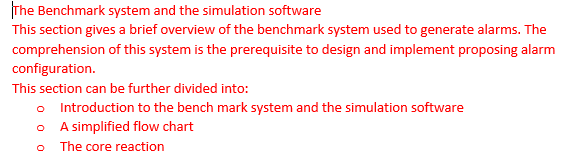 The Benchmark system and the simulation software
This section gives a brief overview of the benchmark system used to generate alarms. The
comprehension of this system is the prerequisite to design and implement proposing alarm
configuration.
This section can be further divided into:
o Introduction to the bench mark system and the simulation software
o A simplified flow chart
o The core reaction